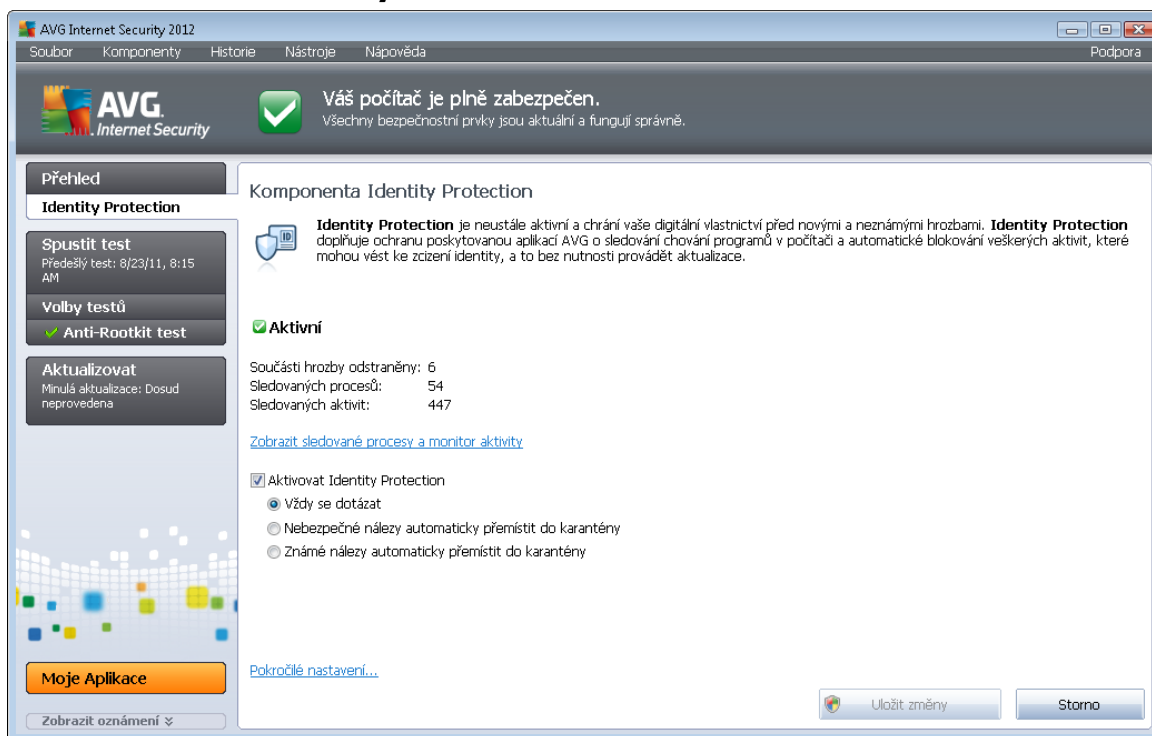 AVG Internet Security 2012
Soubor Komponenty Historie Nástroje Nápověda Podpora
AVG.
Internet Security
Váš počítač je plně zabezpečen.
Všechny bezpečnostní prvky jsou aktuální a fungují správně.
Přehled
Identity Protection
Spustit test
Předešlý test: 8/23/11, 8:15
AM
Volby testů
Anti-Rootkit test
Aktualizovat
Minulá aktualizace: Dosud
neprovedena
Moje Aplikace
Zobrazit oznámení
Komponenta Identity Protection
ID
Identity Protection je neustále aktivní a chrání vaše digitální vlastnictví před novými a neznámými hrozbami. Identity Protection
doplňuje ochranu poskytovanou aplikací AVG o sledování chování programů v počítači a automatické blokování veškerých aktivit, které
mohou vést ke zcizení identity, a to bez nutnosti provádět aktualizace.
Aktivní
Součásti hrozby odstraněny: 6
Sledovaných procesů: 54
Sledovaných aktivit: 447
Zobrazit sledované procesy a monitor aktivity
Aktivovat Identity Protection
Vždy se dotázat
Nebezpečné nálezy automaticky přemístit do karantény
Známé nálezy automaticky přemístit do karantény
Pokročilé nastavení...
Uložit změny
Storno